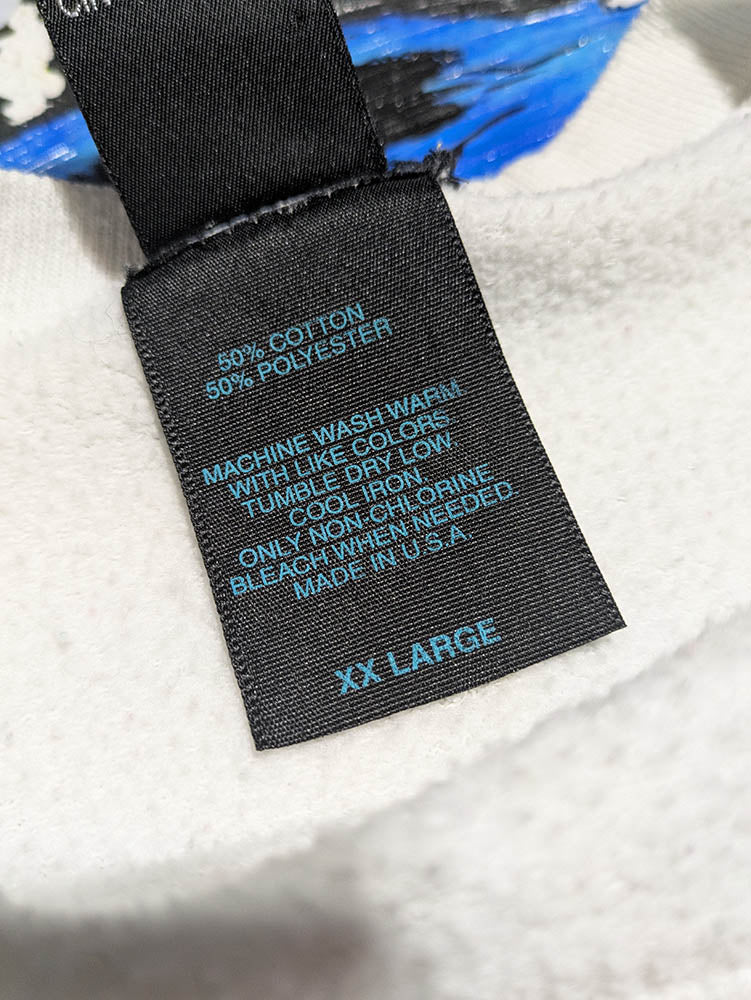 50% COTTON
50% POLYESTER
MACHINE WASH WARM
WITH LIKE COLORS
TUMBLE DRY LOW
COOL IRON
ONLY NON-CHLORINE
BLEACH WHEN NEEDED
MADE IN U.S.A.
XX LARGE